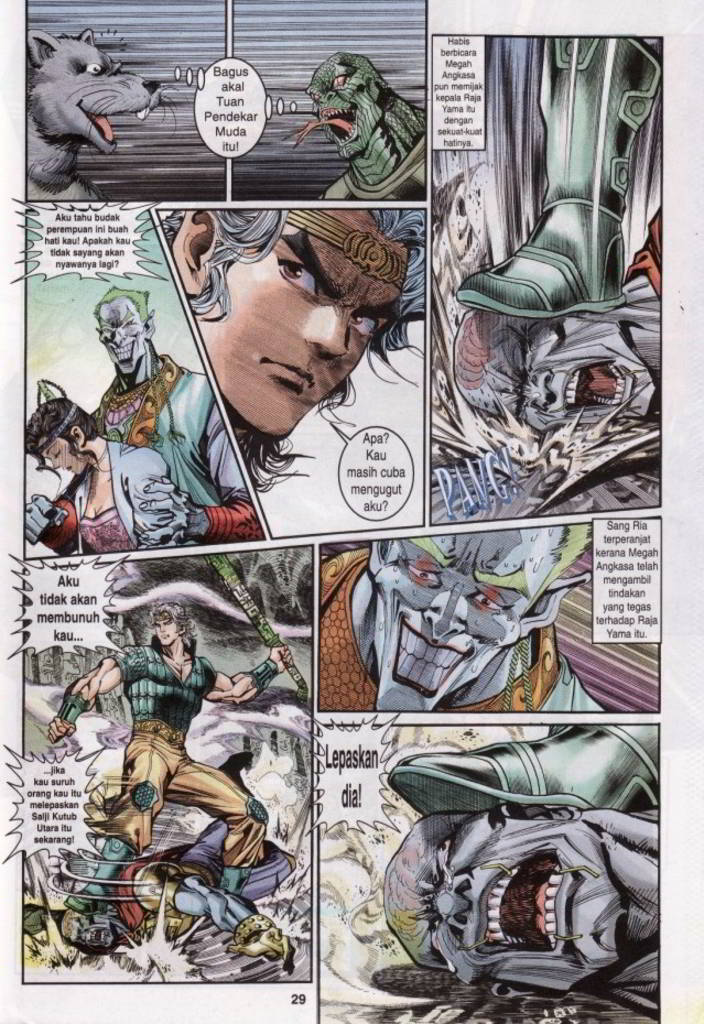 Bagus
akal
Tuan
Pendekar
Muda
itu!
Habis
berbicara
Megah
Angkasa
pun memijak
kepala Raja
Yama itu
dengan
sekuat-kuat
hatinya.
Aku tahu budak
perempuan ini buah
hati kau! Apakah kau
tidak sayang akan
nyawanya lagi?
Apa?
Kau
masih cuba
mengugut
aku?
PANG!
Aku
tidak akan
membunuh
kau...
...jika
kau suruh
orang kau itu
melepaskan
Salji Kutub
Utara itu
sekarang!
Sang Ria
terperanjat
kerana Megah
Angkasa telah
mengambil
tindakan
yang tegas
terhadap Raja
Yama itu.
Lepaskan
dia!
29